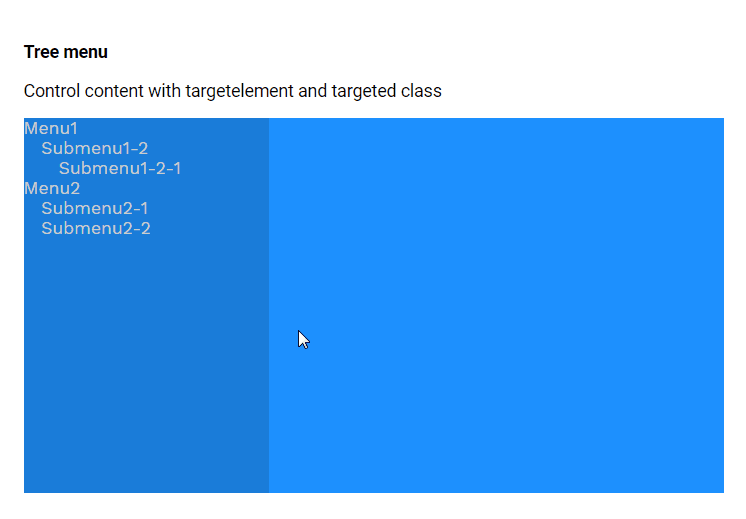 Tree menu
Control content with targetelement and targeted class
Menu1
Submenu1-2
Submenu1-2-1
Menu2
Submenu2-1
Submenu2-2